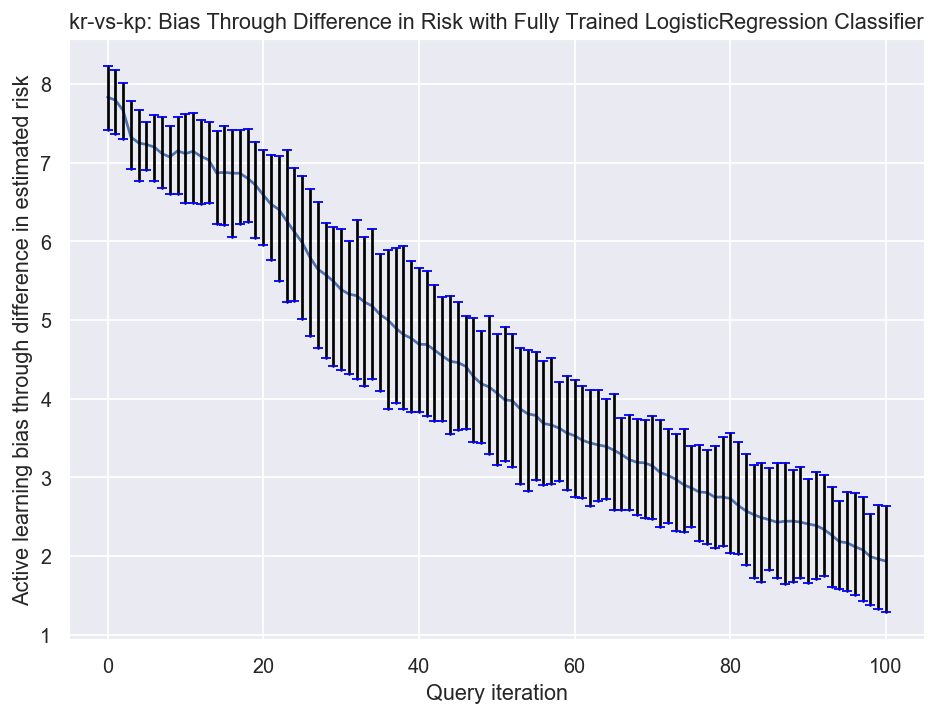 kr-vs-kp: Bias Through Difference in Risk with Fully Trained LogisticRegression Classifier
Active learning bias through difference in estimated risk
8
7
6
5
4
3
2
1
0 20 40 60 80 100
Query iteration